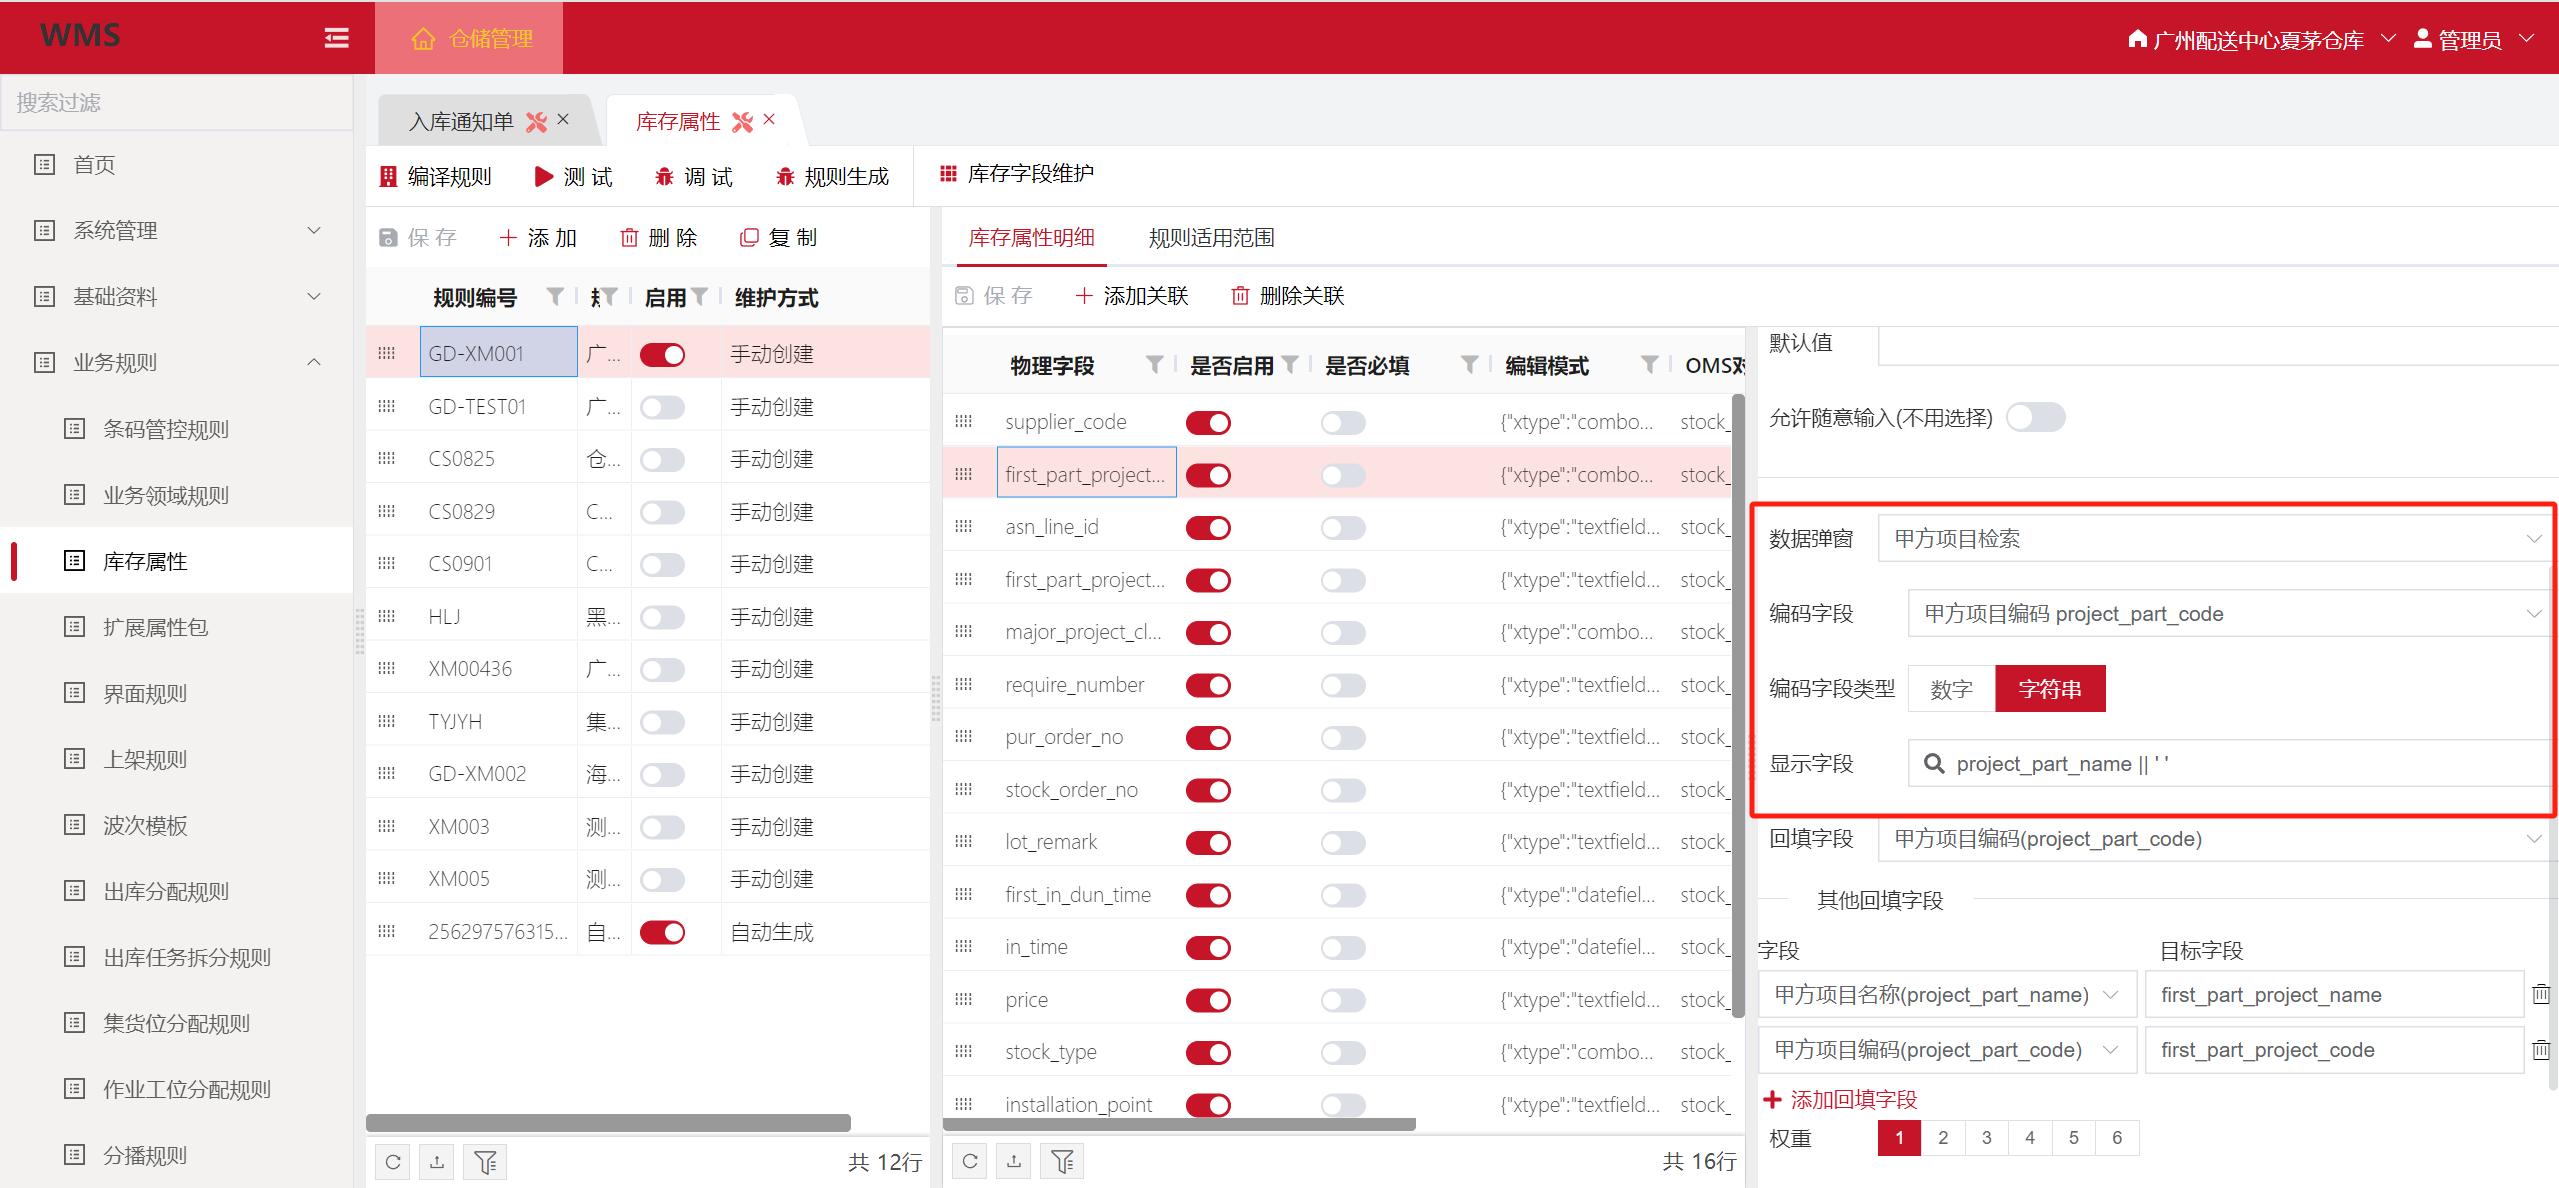 WMS
仓储管理
广州配送中心夏茅仓库
管理员
搜索过滤
首页
系统管理
基础资料
业务规则
条码管控规则
业务领域规则
库存属性
扩展属性包
界面规则
上架规则
波次模板
出库分配规则
出库任务拆分规则
集货位分配规则
作业工位分配规则
分播规则
入库通知单
库存属性
编译规则 测 试 调 试 规则生成
库存字段维护
保 存 添 加 删 除 复 制
规则编号 启用 维护方式
GD-XM001 广... 手动创建
GD-TEST01 广... 手动创建
CS0825 仓... 手动创建
CS0829 C... 手动创建
CS0901 C... 手动创建
HLJ 黑... 手动创建
XM00436 广... 手动创建
TYJYH 集... 手动创建
GD-XM002 海... 手动创建
XM003 测... 手动创建
XM005 测... 手动创建
256297576315... 自... 自动生成
共 12行
库存属性明细 规则适用范围
保 存 添加关联 删除关联
物理字段 是否启用 是否必填 编辑模式 OMS对
supplier_code {"xtype":"combo... stock_
first_part_project... {"xtype":"combo... stock_
asn_line_id {"xtype":"textfield... stock_
first_part_project... {"xtype":"textfield... stock_
major_project_cl... {"xtype":"combo... stock_
require_number {"xtype":"textfield... stock_
pur_order_no {"xtype":"textfield... stock_
stock_order_no {"xtype":"textfield... stock_
lot_remark {"xtype":"textfield... stock_
first_in_dun_time {"xtype":"datefiel... stock_
in_time {"xtype":"datefiel... stock_
price {"xtype":"textfield... stock_
stock_type {"xtype":"combo... stock_
installation_point {"xtype":"textfield... stock_
共 16行
默认值
允许随意输入(不用选择)
数据弹窗 甲方项目检索
编码字段 甲方项目编码 project_part_code
编码字段类型 数字 字符串
显示字段 project_part_name || ' '
回填字段 甲方项目编码(project_part_code)
其他回填字段
字段 目标字段
甲方项目名称(project_part_name) first_part_project_name
甲方项目编码(project_part_code) first_part_project_code
添加回填字段
权重 1 2 3 4 5 6